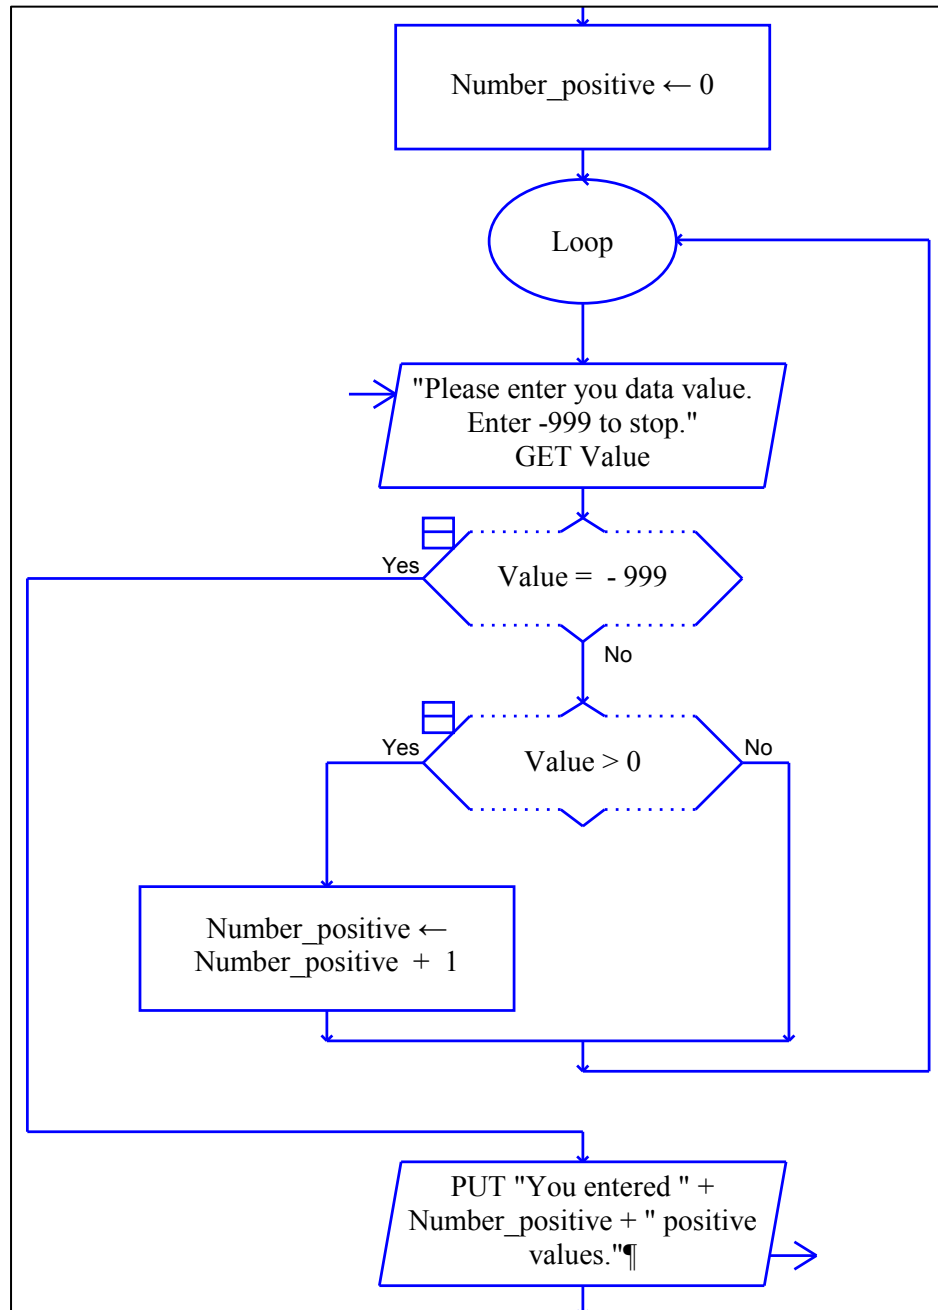 Number_positive ← 0
Loop
"Please enter you data value.
Enter -999 to stop."
GET Value
Yes
Value =  - 999
No
Yes
Value > 0
No
Number_positive ←
Number_positive  +  1
PUT "You entered " +
Number_positive + " positive
values."¶